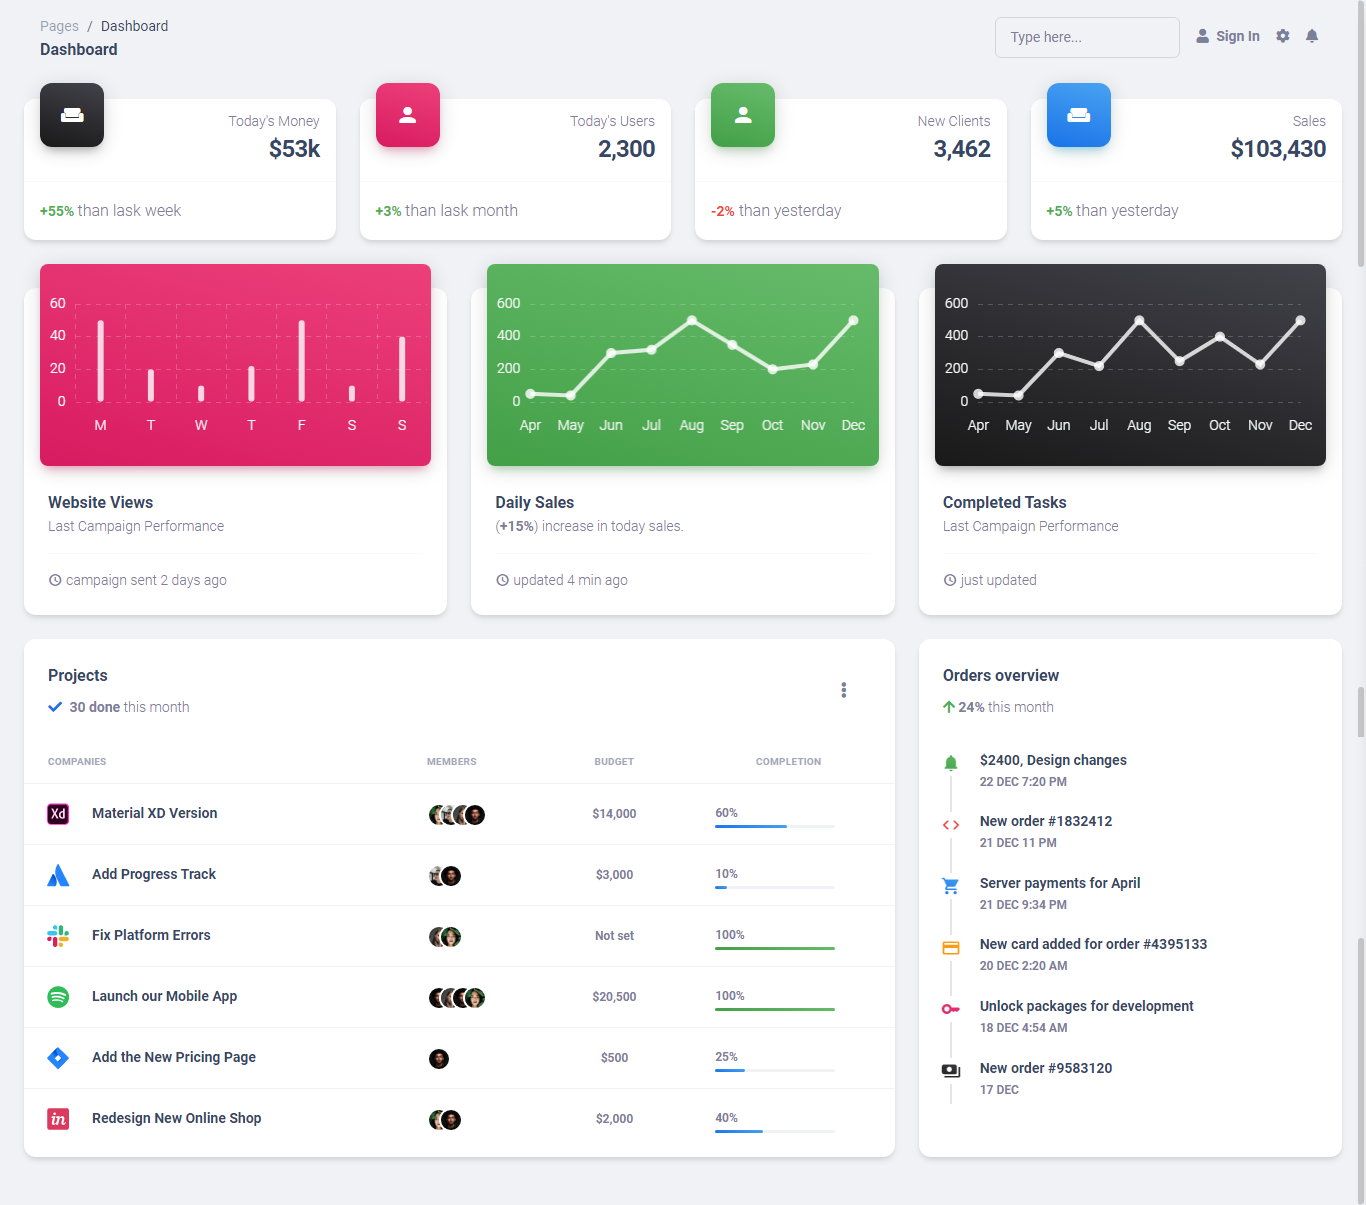 Pages / Dashboard
Dashboard
Type here...
Sign In
Today's Money
$53k
+55% than lask week
Today's Users
2,300
+3% than lask month
New Clients
3,462
-2% than yesterday
Sales
$103,430
+5% than yesterday
60
40
20
0
M T W T F S S
Website Views
Last Campaign Performance
campaign sent 2 days ago
600
400
200
0
Apr May Jun Jul Aug Sep Oct Nov Dec
Daily Sales
(+15%) increase in today sales.
updated 4 min ago
600
400
200
0
Apr May Jun Jul Aug Sep Oct Nov Dec
Completed Tasks
Last Campaign Performance
just updated
Projects
30 done this month
COMPANIES MEMBERS BUDGET COMPLETION
Xd Material XD Version $14,000 60%
Add Progress Track $3,000 10%
Fix Platform Errors Not set 100%
Launch our Mobile App $20,500 100%
Add the New Pricing Page $500 25%
in Redesign New Online Shop $2,000 40%
Orders overview
24% this month
$2400, Design changes
22 DEC 7:20 PM
New order #1832412
21 DEC 11 PM
Server payments for April
21 DEC 9:34 PM
New card added for order #4395133
20 DEC 2:20 AM
Unlock packages for development
18 DEC 4:54 AM
New order #9583120
17 DEC